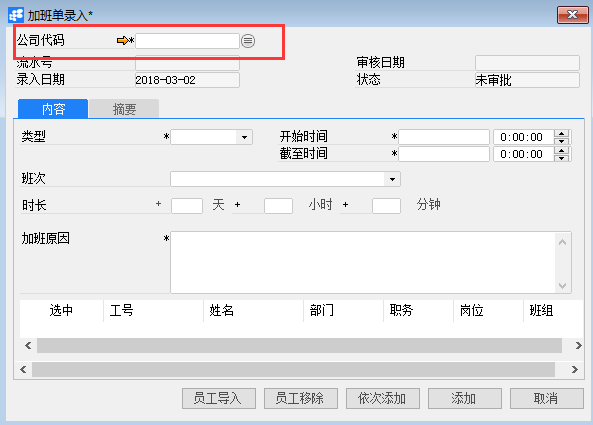 加班单录入*
公司代码 *
流水号 审核日期
录入日期 2018-03-02 状态 未审批
内容 摘要
类型 * 开始时间 * 0:00:00
截至时间 * 0:00:00
班次
时长 + 天 + 小时 + 分钟
加班原因 *
选中 工号 姓名 部门 职务 岗位 班组
员工导入 员工移除 依次添加 添加 取消